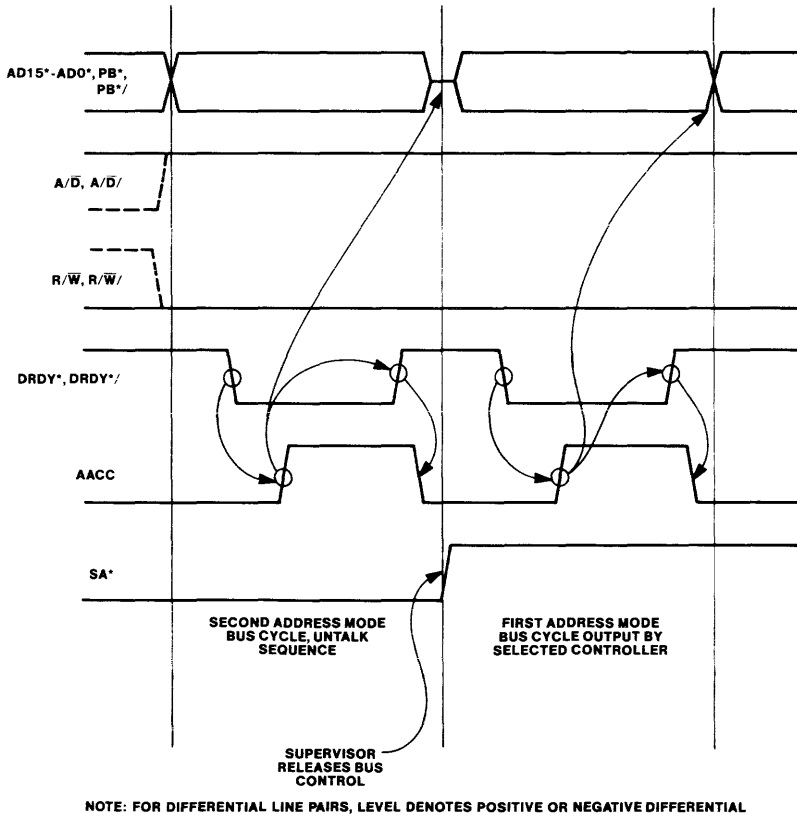 AD15*-AD0*, PB*,
PB*/
A/D̅, A/D̅/
R/W̅, R/W̅/
DRDY*, DRDY*/
AACC
SA*
SECOND ADDRESS MODE
BUS CYCLE, UNTALK
SEQUENCE
FIRST ADDRESS MODE
BUS CYCLE OUTPUT BY
SELECTED CONTROLLER
SUPERVISOR
RELEASES BUS
CONTROL
NOTE: FOR DIFFERENTIAL LINE PAIRS, LEVEL DENOTES POSITIVE OR NEGATIVE DIFFERENTIAL